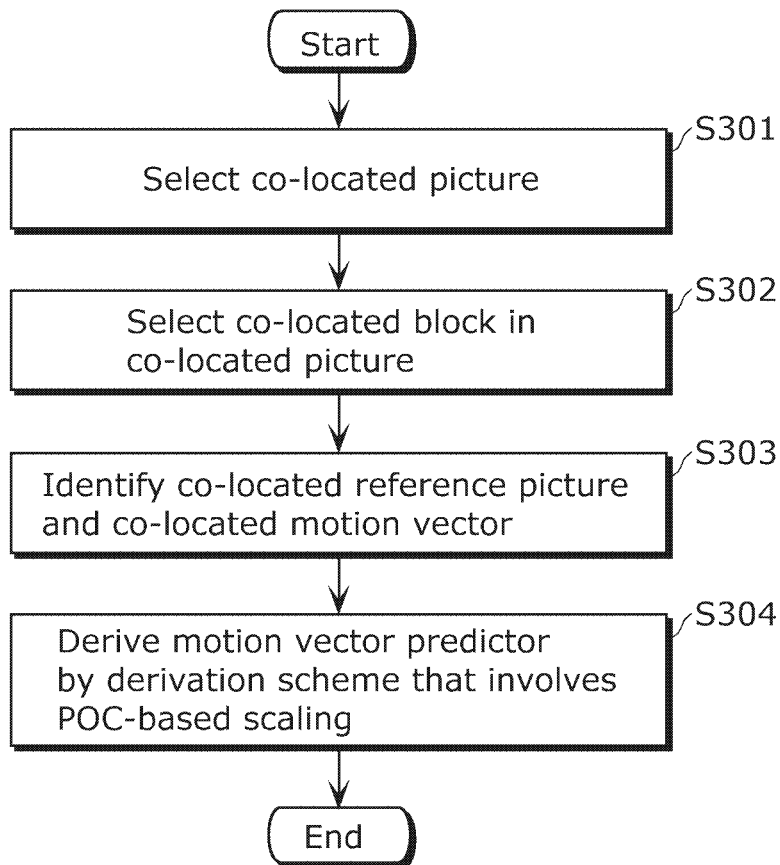 Start
S301
Select co-located picture
S302
Select co-located block in
co-located picture
S303
Identify co-located reference picture
and co-located motion vector
S304
Derive motion vector predictor
by derivation scheme that involves
POC-based scaling
End